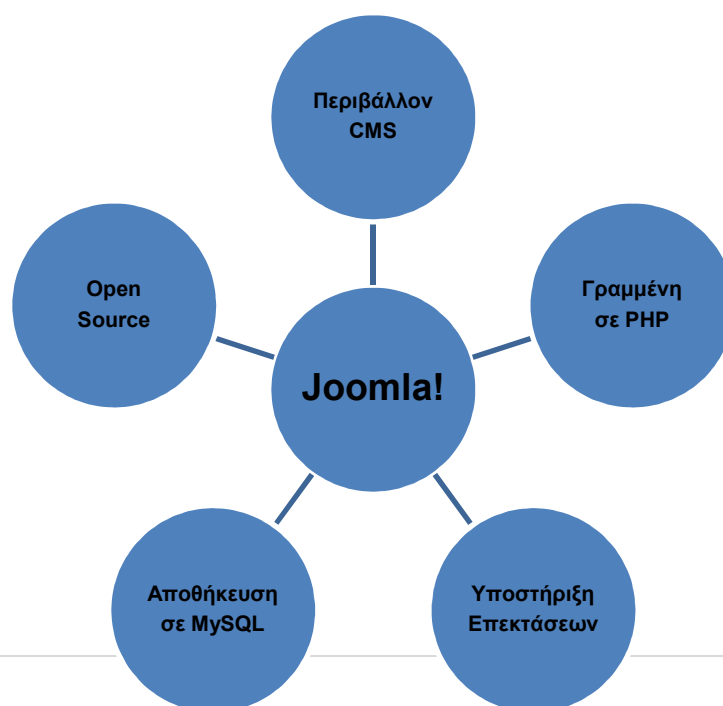 Περιβάλλον
CMS
Open
Source
Γραμμένη
σε PHP
Joomla!
Αποθήκευση
σε MySQL
Υποστήριξη
Επεκτάσεων